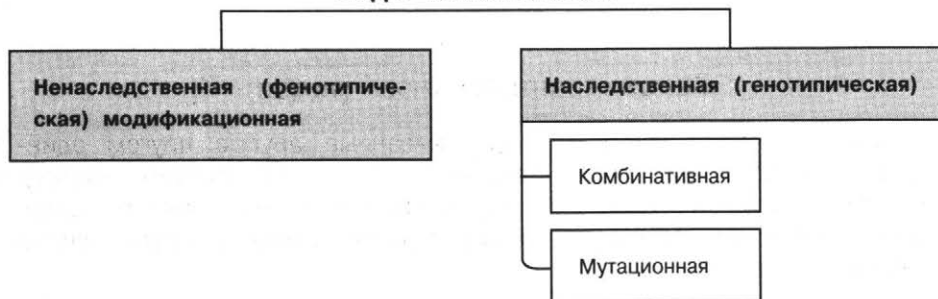 Ненаследственная (фенотипиче-
ская) модификационная
Наследственная (генотипическая)
Комбинативная
Мутационная